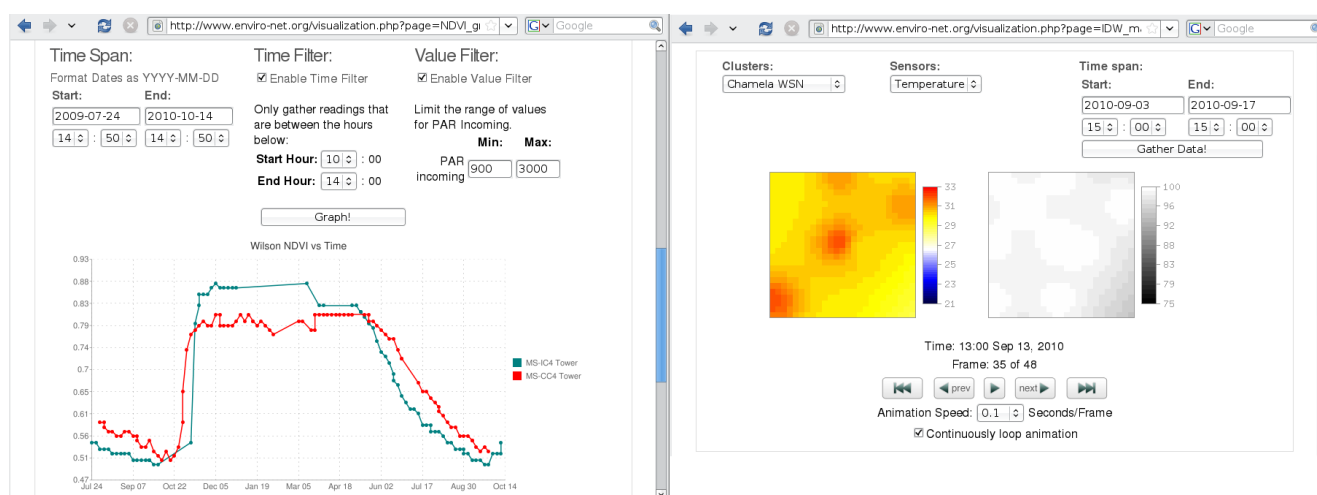 http://www.enviro-net.org/visualization.php?page=NDVI_g
Google
Time Span:
Format Dates as YYYY-MM-DD
Start: End:
2009-07-24 2010-10-14
14 : 50 14 : 50
Time Filter:
Enable Time Filter
Only gather readings that
are between the hours
below:
Start Hour: 10 : 00
End Hour: 14 : 00
Value Filter:
Enable Value Filter
Limit the range of values
for PAR Incoming.
Min: Max:
PAR
incoming 900 3000
Graph!
Wilson NDVI vs Time
0.93
0.88
0.83
0.79
0.74
0.7
0.65
0.61
0.56
0.51
0.47
Jul 24 Sep 07 Oct 22 Dec 05 Jan 19 Mar 05 Apr 18 Jun 02 Jul 17 Aug 30 Oct 14
MS-IC4 Tower
MS-CC4 Tower
http://www.enviro-net.org/visualization.php?page=IDW_m
Google
Clusters:
Chamela WSN
Sensors:
Temperature
Time span:
Start: End:
2010-09-03 2010-09-17
15 : 00 15 : 00
Gather Data!
33
31
29
27
25
23
21
100
96
92
88
83
79
75
Time: 13:00 Sep 13, 2010
Frame: 35 of 48
prev next
Animation Speed: 0.1 Seconds/Frame
Continuously loop animation